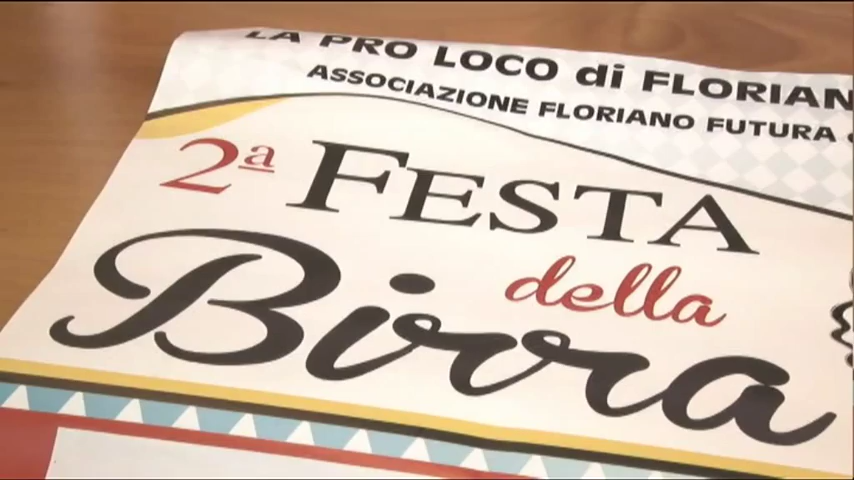 LA PRO LOCO di FLORIAN
ASSOCIAZIONE FLORIANO FUTURA
2ª FESTA
della
Birra